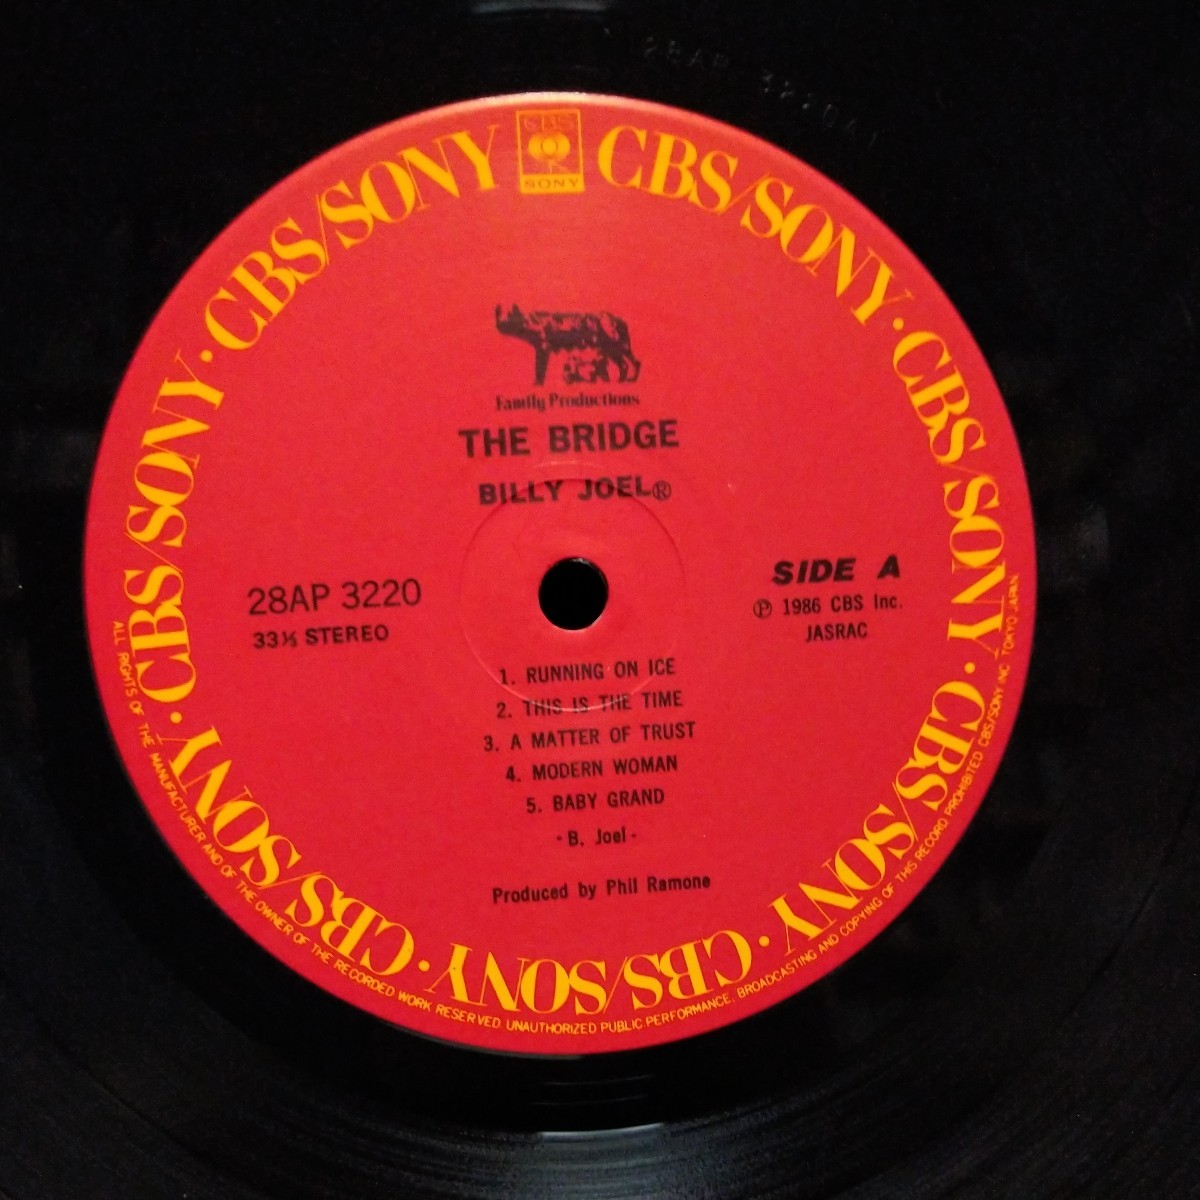 28AP 322041
CBS/SONY · CBS/SONY · CBS/SONY · CBS/SONY · CBS/SONY · CBS/SONY · CBS/SONY · CBS/SONY
CBS
SONY
Family Productions
THE BRIDGE
BILLY JOEL®
28AP 3220
33⅓ STEREO
SIDE A
Ⓟ 1986 CBS Inc.
JASRAC
1. RUNNING ON ICE
2. THIS IS THE TIME
3. A MATTER OF TRUST
4. MODERN WOMAN
5. BABY GRAND
- B. Joel -
Produced by Phil Ramone
ALL RIGHTS OF THE MANUFACTURER AND OF THE OWNER OF THE RECORDED WORK RESERVED. UNAUTHORIZED PUBLIC PERFORMANCE, BROADCASTING AND COPYING OF THIS RECORD PROHIBITED CBS/SONY INC. TOKYO JAPAN